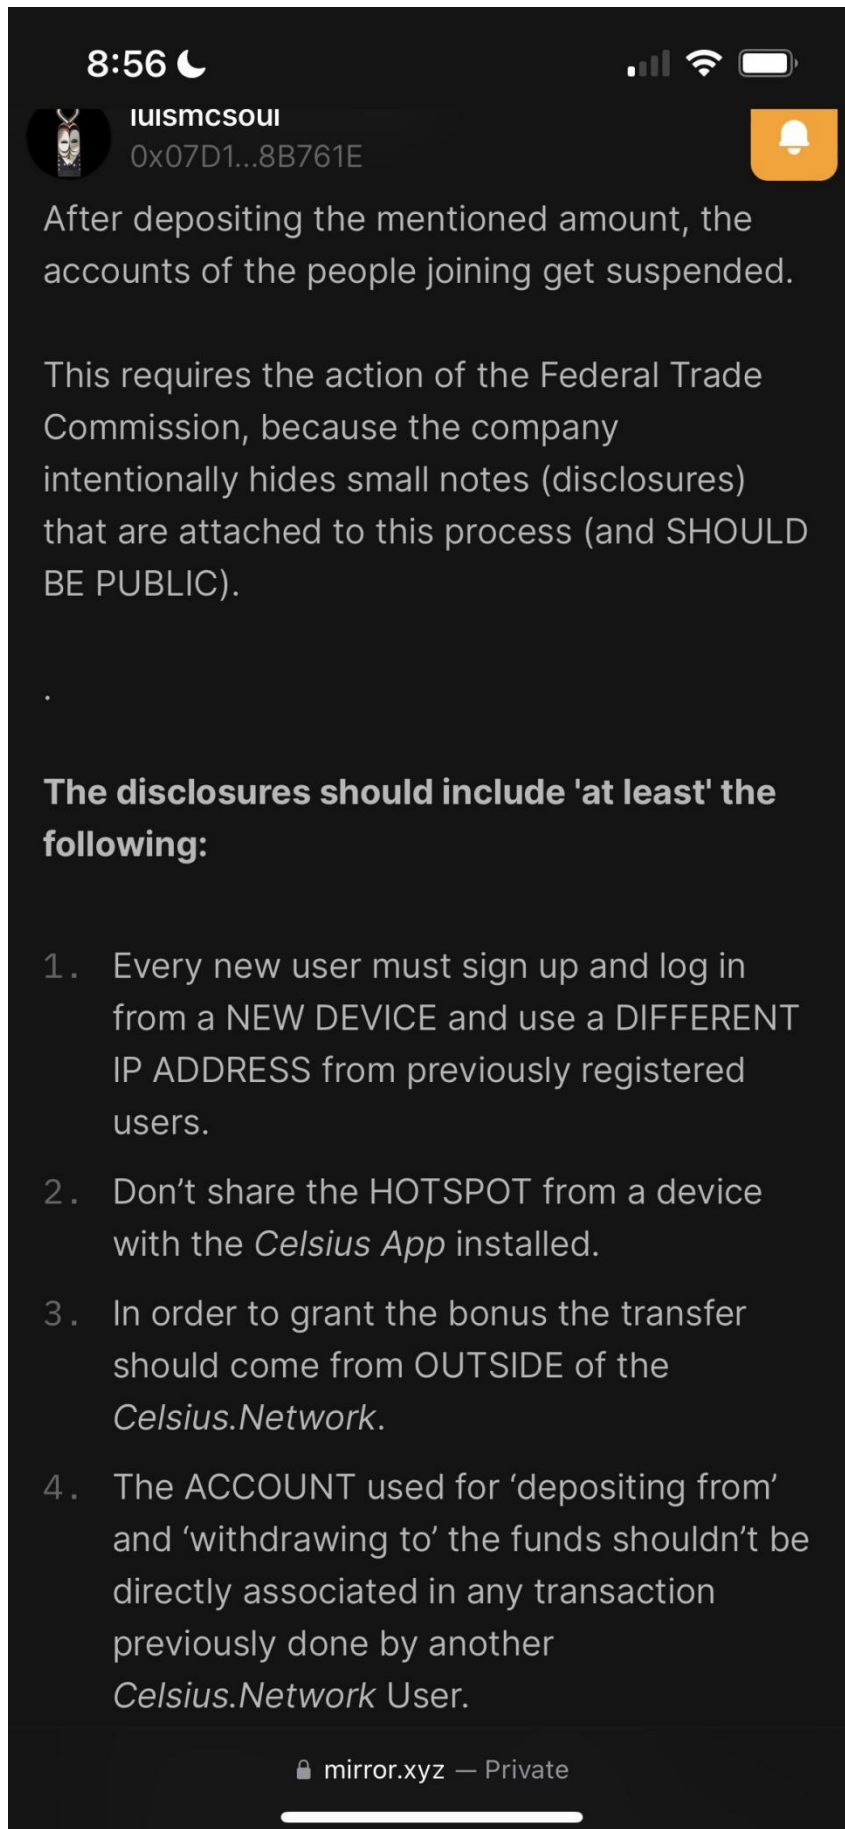 8:56
luismcsoul
0x07D1...8B761E
After depositing the mentioned amount, the
accounts of the people joining get suspended.
This requires the action of the Federal Trade
Commission, because the company
intentionally hides small notes (disclosures)
that are attached to this process (and SHOULD
BE PUBLIC).
.
The disclosures should include 'at least' the
following:
1. Every new user must sign up and log in
from a NEW DEVICE and use a DIFFERENT
IP ADDRESS from previously registered
users.
2. Don’t share the HOTSPOT from a device
with the Celsius App installed.
3. In order to grant the bonus the transfer
should come from OUTSIDE of the
Celsius.Network.
4. The ACCOUNT used for ‘depositing from’
and ‘withdrawing to’ the funds shouldn’t be
directly associated in any transaction
previously done by another
Celsius.Network User.
mirror.xyz — Private